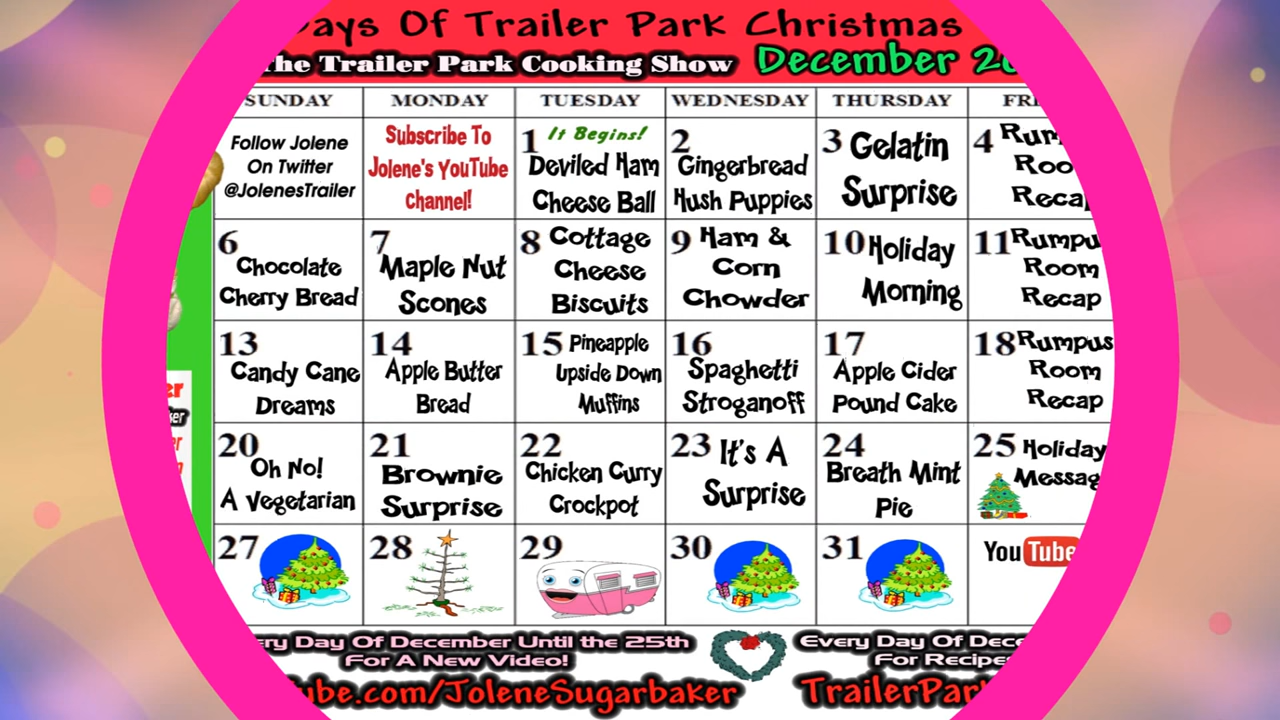 Days Of Trailer Park Christmas
The Trailer Park Cooking Show December
SUNDAY MONDAY TUESDAY WEDNESDAY THURSDAY
Follow Jolene
On Twitter
@JolenesTrailer
Subscribe To
Jolene's YouTube
Channel!
1 It Begins!
Deviled Ham
Cheese Ball
2
Gingerbread
Hush Puppies
3 Gelatin
Surprise
4
Recap
6
Chocolate
Cherry Bread
7
Maple Nut
Scones
8 Cottage
Cheese
Biscuits
9 Ham &
Corn
Chowder
10 Holiday
Morning
11
Room
Recap
13
Candy Cane
Dreams
14
Apple Butter
Bread
15 Pineapple
Upside Down
Muffins
16
Spaghetti
Stroganoff
17
Apple Cider
Pound Cake
18 Rumpus
Room
Recap
20
Oh No!
A Vegetarian
21
Brownie
Surprise
22
Chicken Curry
Crockpot
23 It's A
Surprise
24
Breath Mint
Pie
25 Holiday
Message
27
28
29
30
31
YouTube
Day Of December Until the 25th
For A New Video!
Every Day Of
For